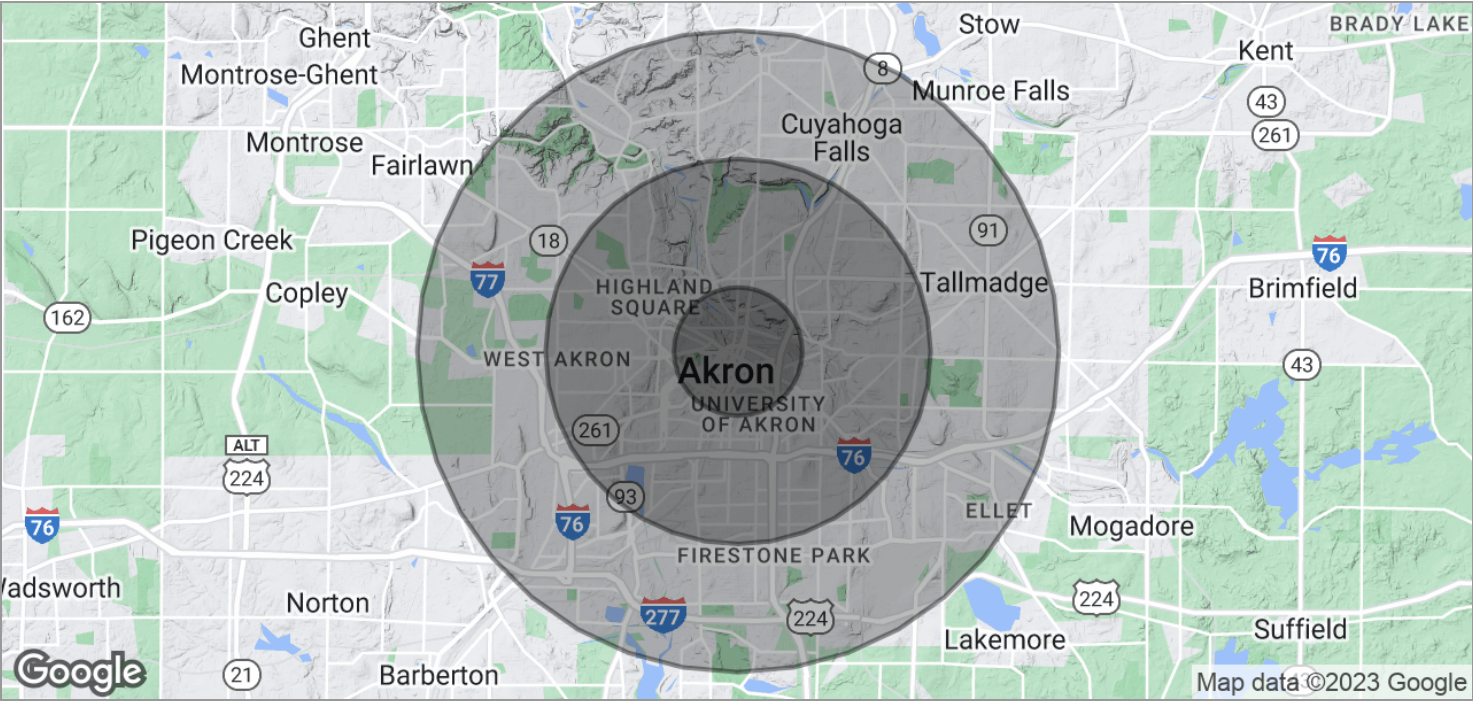 Stow
BRADY LAKE
Ghent
Kent
8
Montrose-Ghent
Munroe Falls
43
Cuyahoga
Falls
261
Montrose
Fairlawn
91
Pigeon Creek
18
76
77
HIGHLAND
SQUARE
Tallmadge
Brimfield
Copley
162
WEST AKRON
Akron
43
UNIVERSITY
OF AKRON
261
ALT
224
76
93
ELLET
76
76
Mogadore
FIRESTONE PARK
adsworth
Norton
277
224
224
Lakemore
Suffield
Google
21
Barberton
43
Map data ©2023 Google